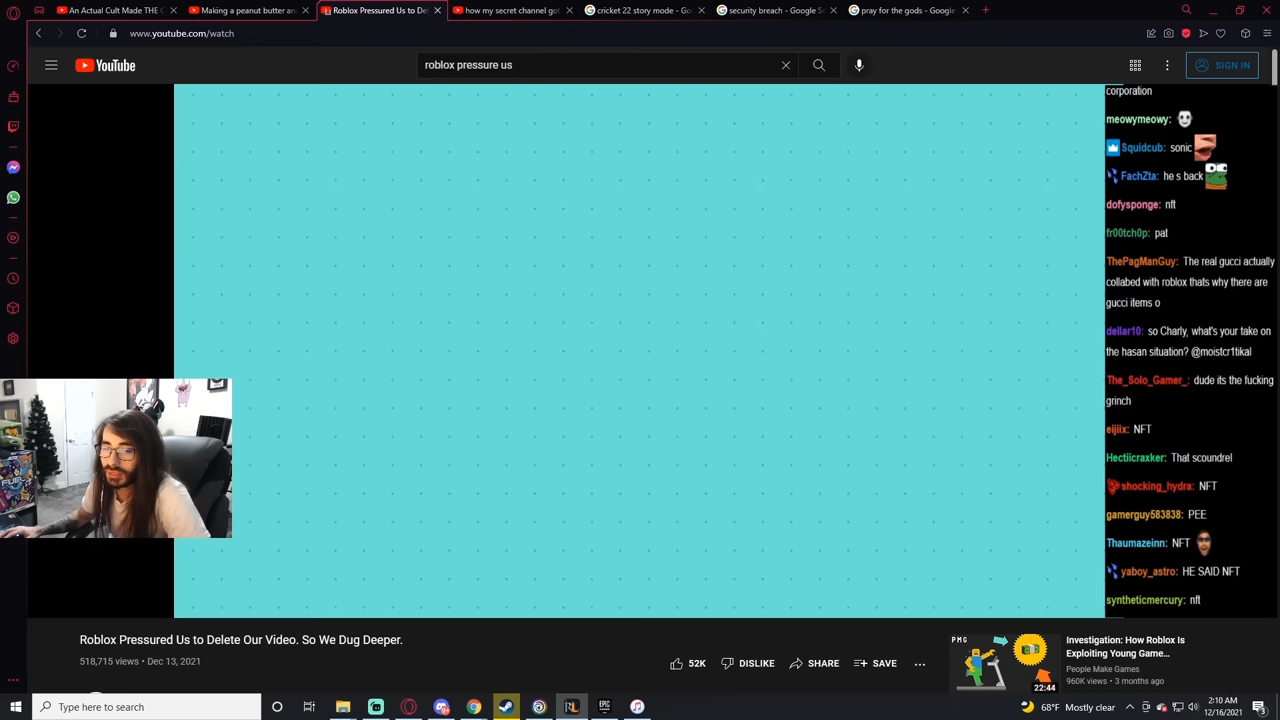 An Actual Cult Made THE C
Making a peanut butter an
Roblox Pressured Us to De
how my secret channel got
cricket 22 story mode - Go
security breach - Google S
pray for the gods - Google
www.youtube.com/watch
YouTube
roblox pressure us
SIGN IN
corporation
meowymeowy:
Squidcub: sonic
FachZta: he s back
dofysponge: nft
fr00tch0p: pat
ThePagManGuy: The real gucci actually
collabed with roblox thats why there are
gucci items o
dellar10: so Charly, what's your take on
the hasan situation? @moistcr1tikal
The_Solo_Gamer_: dude its the fucking
grinch
eijiix: NFT
Hectiicraxker: That scoundrel
shocking_hydra: NFT
gamerguy583838: PEE
Thaumazeinn: NFT
yaboy_astro: HE SAID NFT
syntheticmercury: nft
FUEL
Roblox Pressured Us to Delete Our Video. So We Dug Deeper.
518,715 views • Dec 13, 2021
52K
DISLIKE
SHARE
SAVE
PMG
22:44
Investigation: How Roblox Is
Exploiting Young Game...
People Make Games
960K views • 3 months ago
Type here to search
EPIC
68°F Mostly clear
2:10 AM
12/16/2021